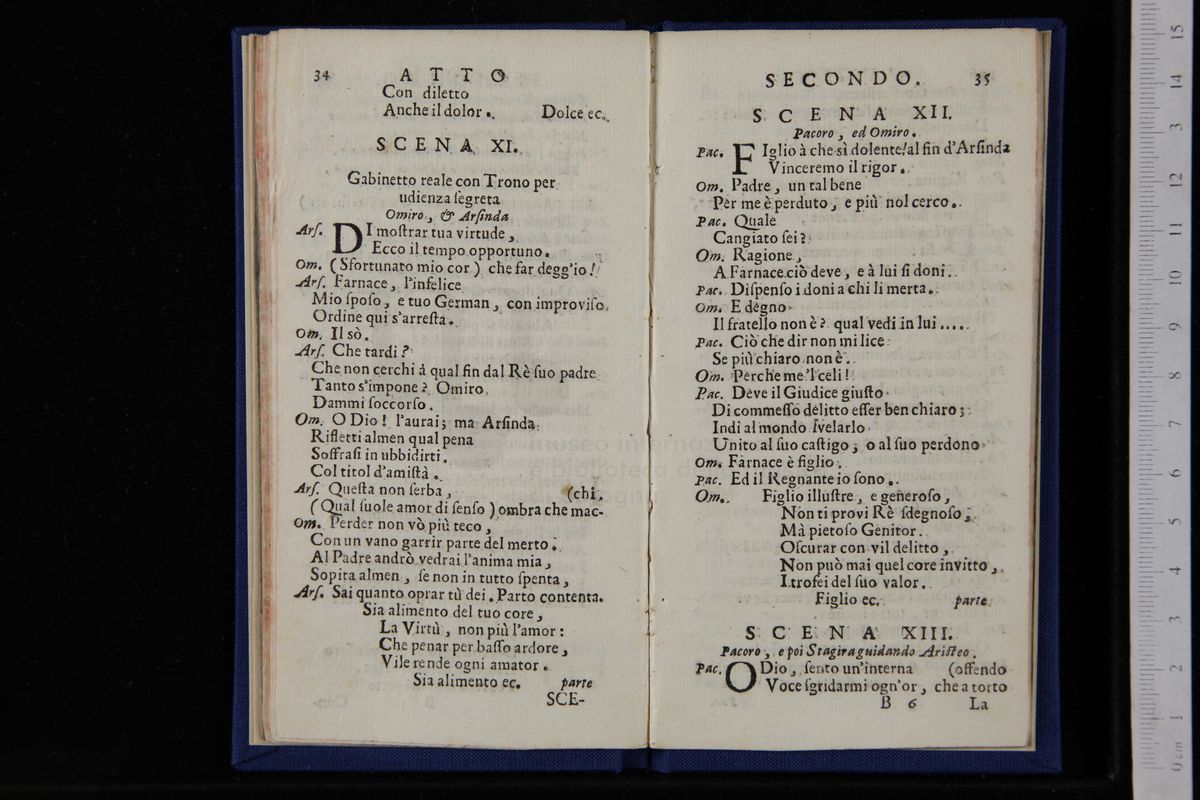 34 ATTO
Con diletto
Anche il dolor. Dolce ec.
SCENA XI.
Gabinetto reale con Trono per
udienza ſegreta
Omiro, & Arſinda
Arſ. DI moſtrar tua virtude,
Ecco il tempo opportuno.
Om. (Sfortunato mio cor) che far degg'io!
Arſ. Farnace, l'infelice
Mio ſpoſo, e tuo German, con improviſo
Ordine qui s'arreſta.
Om. Il sò.
Arſ. Che tardi?
Che non cerchi á qual fin dal Rè ſuo padre
Tanto s'impone? Omiro,
Dammi ſoccorſo.
Om. O Dio! l'aurai; ma Arſinda
Rifletti almen qual pena
Soffraſi in ubbidirti.
Col titol d'amiſtà.
Arſ. Queſta non ſerba, (chi.
(Qual ſuole amor di ſenſo) ombra che mac-
Om. Perder non vò più teco,
Con un vano garrir parte del merto.
Al Padre andrò vedrai l'anima mia,
Sopita almen, ſe non in tutto ſpenta,
Arſ. Sai quanto oprar tù dei. Parto contenta.
Sia alimento del tuo core,
La Virtù, non più l'amor:
Che penar per baſſo ardore,
Vile rende ogni amator.
Sia alimento ec. parte
SCE-
SECONDO. 35
SCENA XII.
Pacoro, ed Omiro.
Pac. FIglio à che sì dolente! al fin d'Arſinda
Vinceremo il rigor.
Om. Padre, un tal bene
Per me è perduto, e più nol cerco.
Pac. Quale
Cangiato ſei?
Om. Ragione,
A Farnace ciò deve, e à lui ſi doni.
Pac. Diſpenſo i doni a chi li merta.
Om. E degno
Il fratello non è? qual vedi in lui .....
Pac. Ciò che dir non mi lice
Se più chiaro non è.
Om. Perche me'l celi!
Pac. Deve il Giudice giuſto
Di commeſſo delitto eſſer ben chiaro;
Indi al mondo ſvelarlo
Unito al ſuo caſtigo; o al ſuo perdono
Om. Farnace è figlio.
Pac. Ed il Regnante io ſono.
Om. Figlio illuſtre, e generoſo,
Non ti provi Rè ſdegnoſo;
Mà pietoſo Genitor.
Oſcurar con vil delitto,
Non può mai quel core invitto,
I trofei del ſuo valor.
Figlio ec. parte
SCENA XIII.
Pacoro, e poi Stagira guidando Ariſteo.
Pac. O Dio, ſento un'interna (offendo
Voce ſgridarmi ogn'or, che a torto
B 6 La